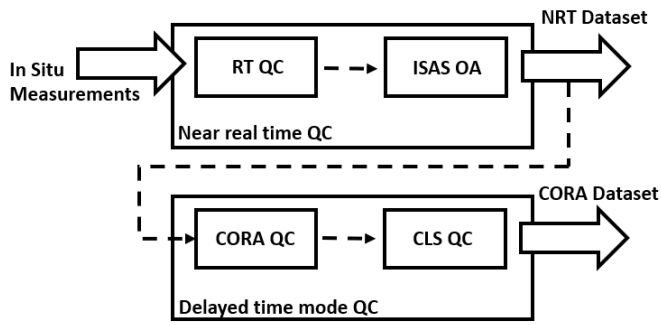 NRT Dataset
In Situ
Measurements
RT QC
ISAS OA
Near real time QC
CORA Dataset
CORA QC
CLS QC
Delayed time mode QC